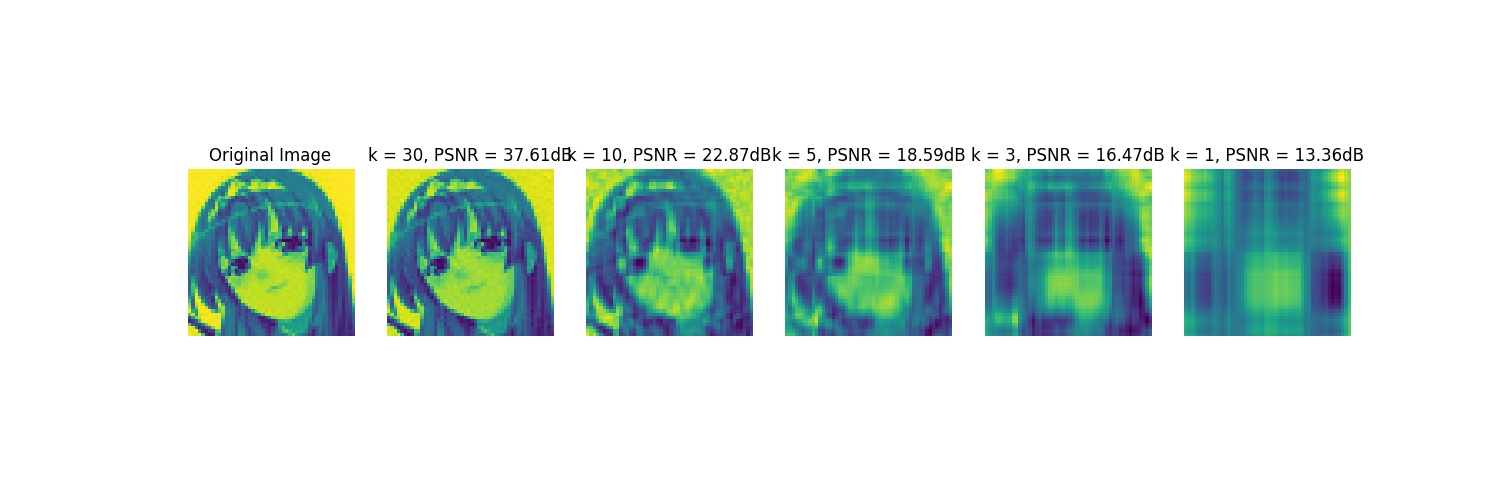 Original Image
k = 30, PSNR = 37.61dB
k = 10, PSNR = 22.87dB
k = 5, PSNR = 18.59dB
k = 3, PSNR = 16.47dB
k = 1, PSNR = 13.36dB